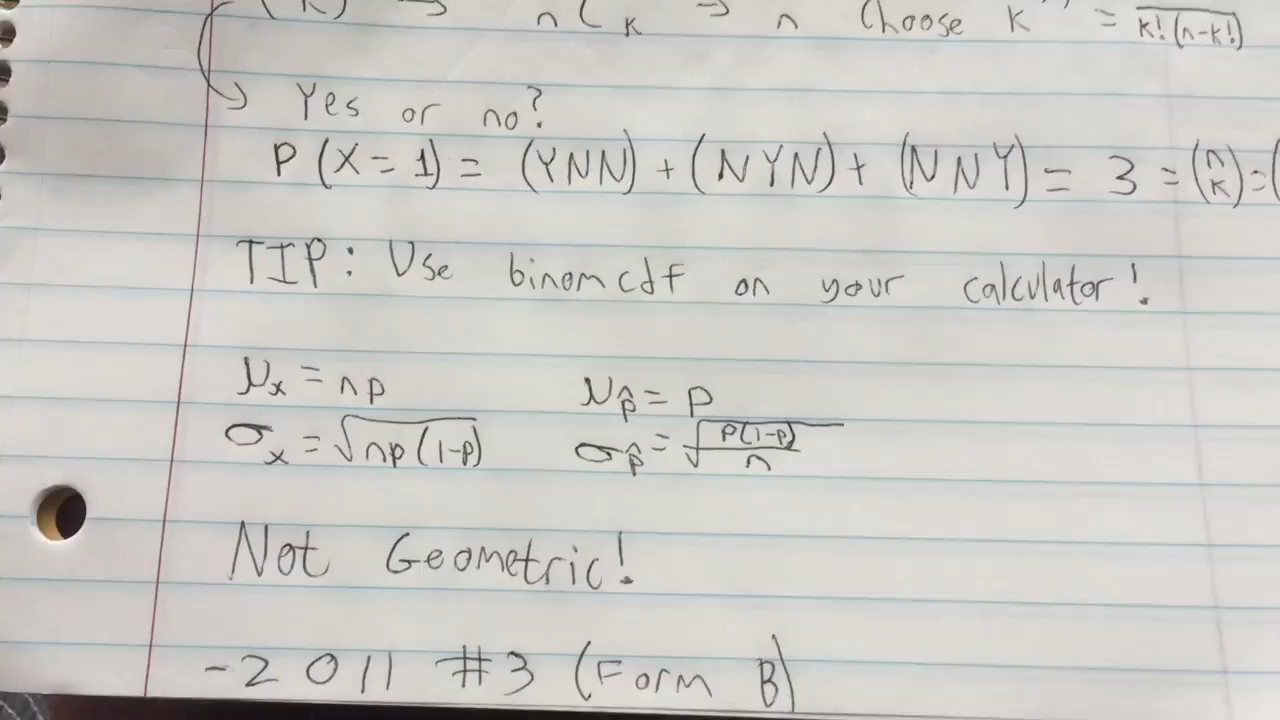 (k) → nCk → n choose k" = k!(n-k!)
Yes or no?
P(X=1) = (YNN) + (NYN) + (NNY) = 3 = (n k) = (
TIP: Use binomcdf on your calculator!
μx = np μp̂ = p
σx = √np(1-p) σp̂ = √p(1-p)/n
Not Geometric!
-2011 #3 (Form B)